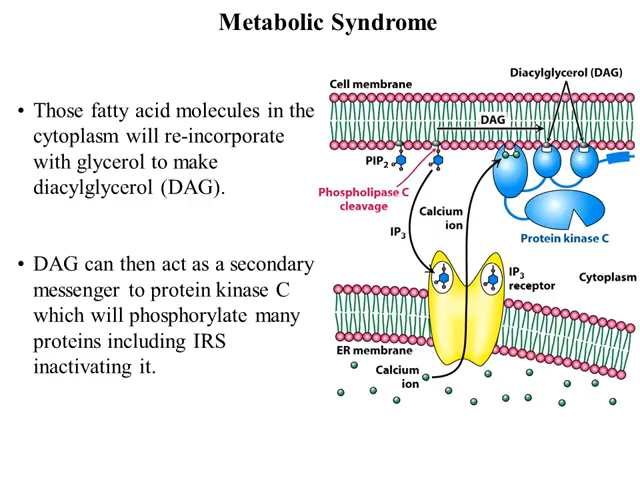 Metabolic Syndrome
• Those fatty acid molecules in the
cytoplasm will re-incorporate
with glycerol to make
diacylglycerol (DAG).
• DAG can then act as a secondary
messenger to protein kinase C
which will phosphorylate many
proteins including IRS
inactivating it.
Diacylglycerol (DAG)
Cell membrane
DAG
PIP2
Phospholipase C
cleavage
Calcium
ion
IP3
Protein kinase C
IP3
receptor
Cytoplasm
ER membrane
Calcium
ion